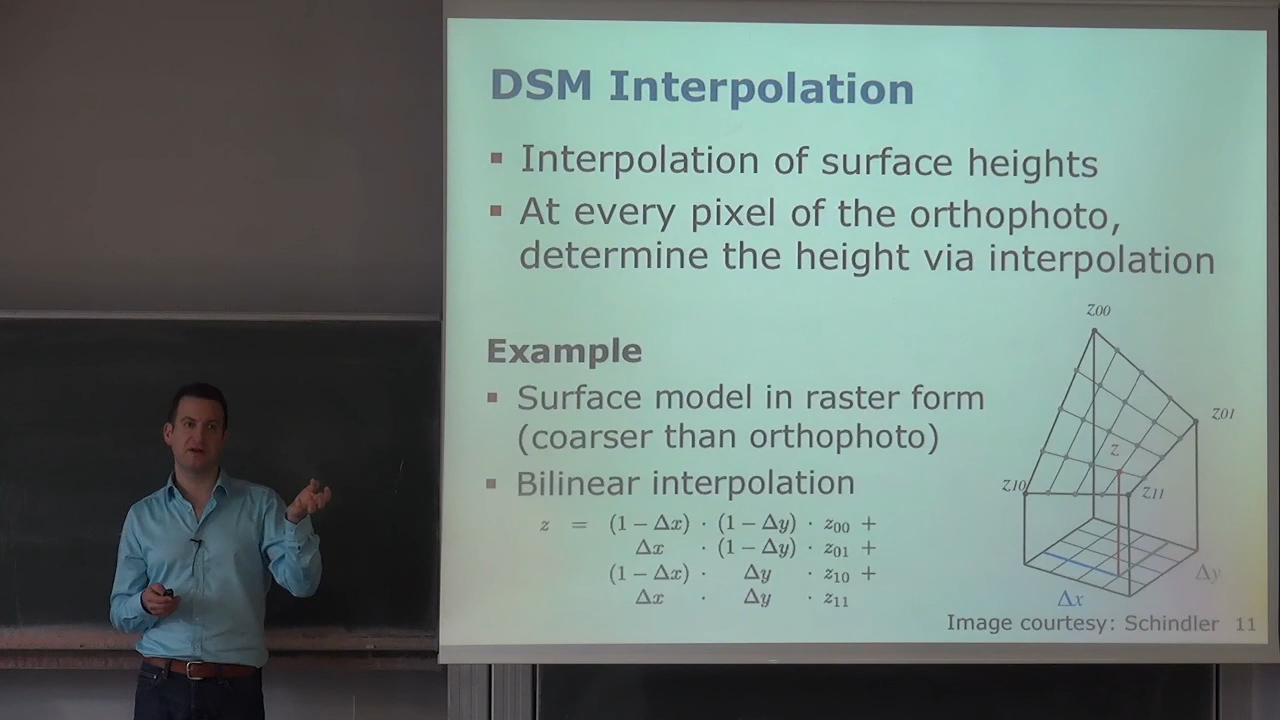 DSM Interpolation
▪ Interpolation of surface heights
▪ At every pixel of the orthophoto,
determine the height via interpolation
Example
▪ Surface model in raster form
(coarser than orthophoto)
▪ Bilinear interpolation
z = (1 − Δx) · (1 − Δy) · z00 +
Δx · (1 − Δy) · z01 +
(1 − Δx) · Δy · z10 +
Δx · Δy · z11
z00
z01
z
z10
z11
Δy
Δx
Image courtesy: Schindler 11